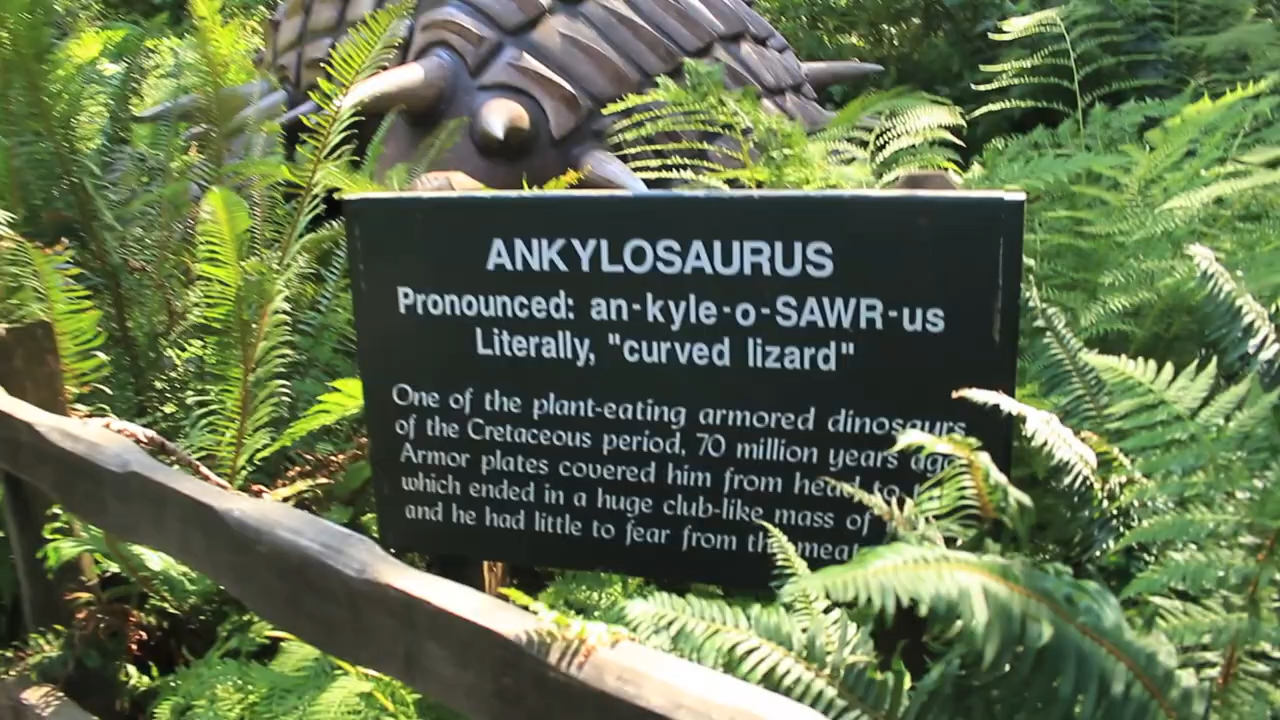 ANKYLOSAURUS
Pronounced: an-kyle-o-SAWR-us
Literally, "curved lizard"
One of the plant-eating armored dinosaurs
of the Cretaceous period, 70 million years ago
Armor plates covered him from head to
which ended in a huge club-like mass of
and he had little to fear from the